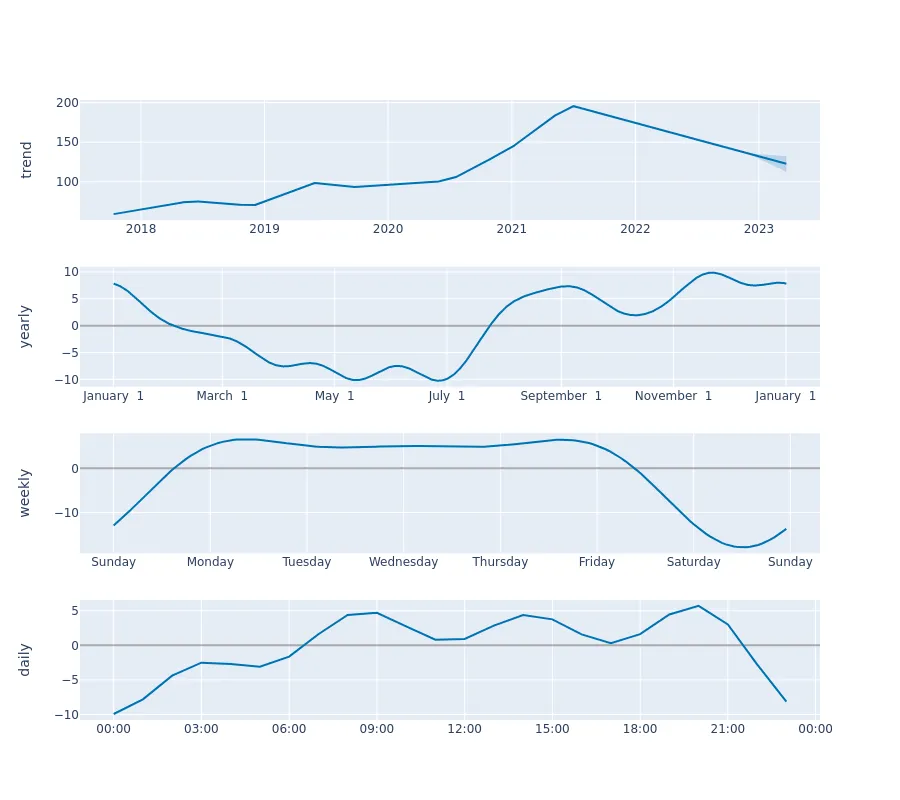 trend
200
150
100
2018 2019 2020 2021 2022 2023
yearly
10
5
0
−5
−10
January 1 March 1 May 1 July 1 September 1 November 1 January 1
weekly
0
−10
Sunday Monday Tuesday Wednesday Thursday Friday Saturday Sunday
daily
5
0
−5
−10
00:00 03:00 06:00 09:00 12:00 15:00 18:00 21:00 00:00